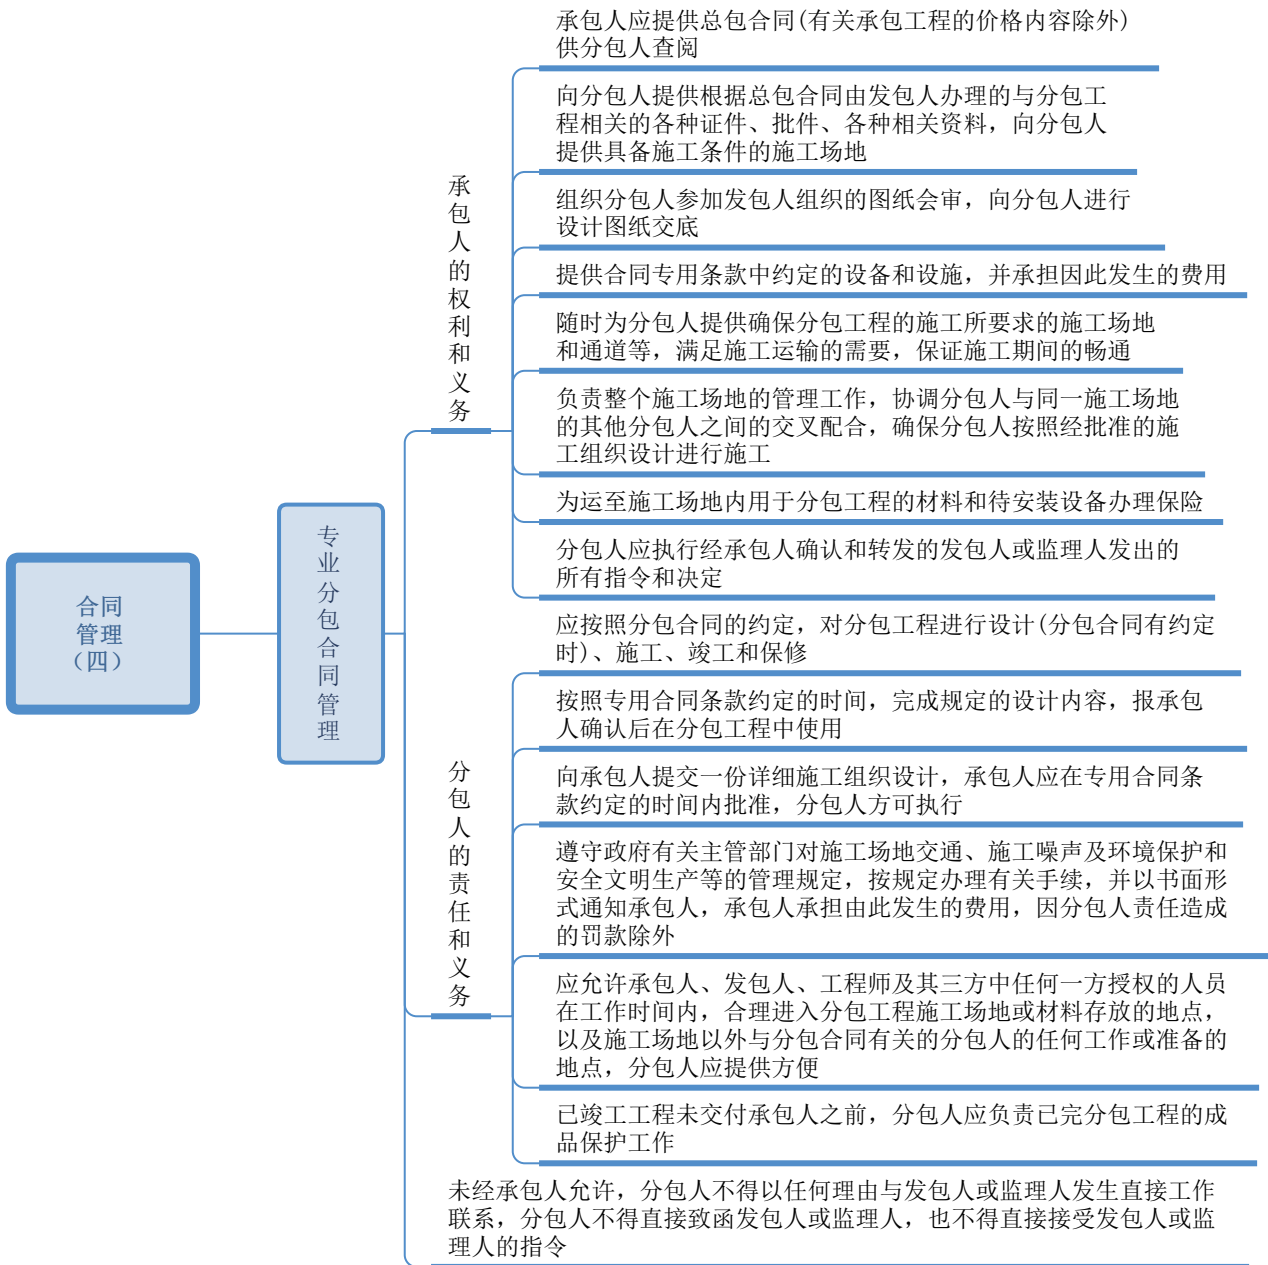 合同
管理
（四）
专业分包合同管理
承包人的权利和义务
承包人应提供总包合同(有关承包工程的价格内容除外)
供分包人查阅
向分包人提供根据总包合同由发包人办理的与分包工
程相关的各种证件、批件、各种相关资料，向分包人
提供具备施工条件的施工场地
组织分包人参加发包人组织的图纸会审，向分包人进行
设计图纸交底
提供合同专用条款中约定的设备和设施，并承担因此发生的费用
随时为分包人提供确保分包工程的施工所要求的施工场地
和通道等，满足施工运输的需要，保证施工期间的畅通
负责整个施工场地的管理工作，协调分包人与同一施工场地
的其他分包人之间的交叉配合，确保分包人按照经批准的施
工组织设计进行施工
为运至施工场地内用于分包工程的材料和待安装设备办理保险
分包人应执行经承包人确认和转发的发包人或监理人发出的
所有指令和决定
分包人的责任和义务
应按照分包合同的约定，对分包工程进行设计(分包合同有约定
时)、施工、竣工和保修
按照专用合同条款约定的时间，完成规定的设计内容，报承包
人确认后在分包工程中使用
向承包人提交一份详细施工组织设计，承包人应在专用合同条
款约定的时间内批准，分包人方可执行
遵守政府有关主管部门对施工场地交通、施工噪声及环境保护和
安全文明生产等的管理规定，按规定办理有关手续，并以书面形
式通知承包人，承包人承担由此发生的费用，因分包人责任造成
的罚款除外
应允许承包人、发包人、工程师及其三方中任何一方授权的人员
在工作时间内，合理进入分包工程施工场地或材料存放的地点，
以及施工场地以外与分包合同有关的分包人的任何工作或准备的
地点，分包人应提供方便
已竣工工程未交付承包人之前，分包人应负责已完分包工程的成
品保护工作
未经承包人允许，分包人不得以任何理由与发包人或监理人发生直接工作
联系，分包人不得直接致函发包人或监理人，也不得直接接受发包人或监
理人的指令